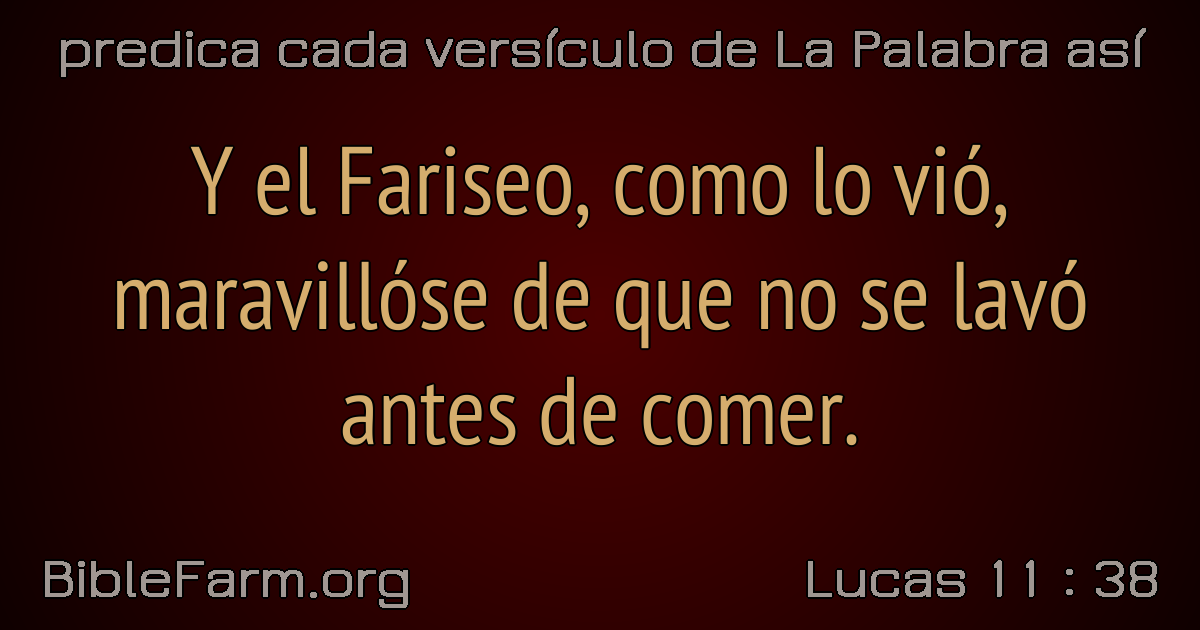 predica cada versículo de La Palabra así
Y el Fariseo, como lo vió,
maravillóse de que no se lavó
antes de comer.
BibleFarm.org
Lucas 11 : 38